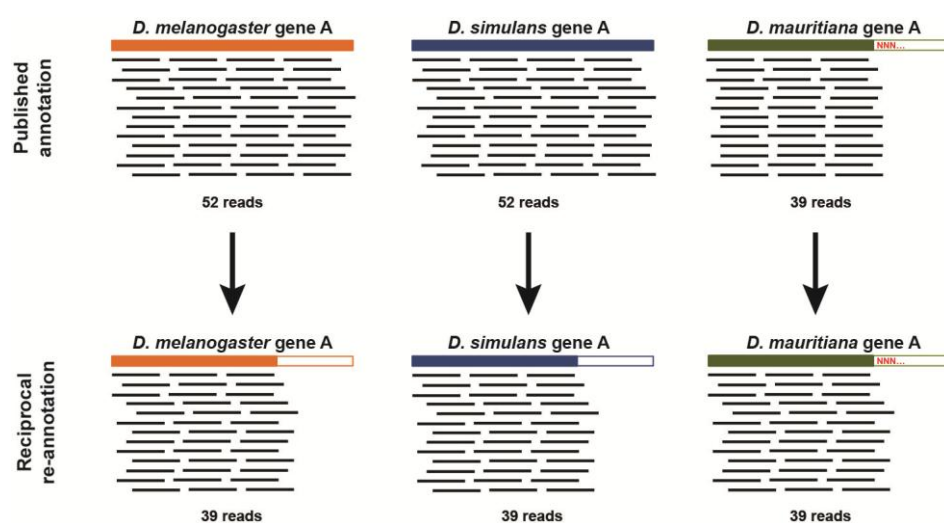 D. melanogaster gene A
D. simulans gene A
D. mauritiana gene A
NNN...
Published
annotation
52 reads
52 reads
39 reads
D. melanogaster gene A
D. simulans gene A
D. mauritiana gene A
NNN...
Reciprocal
re-annotation
39 reads
39 reads
39 reads